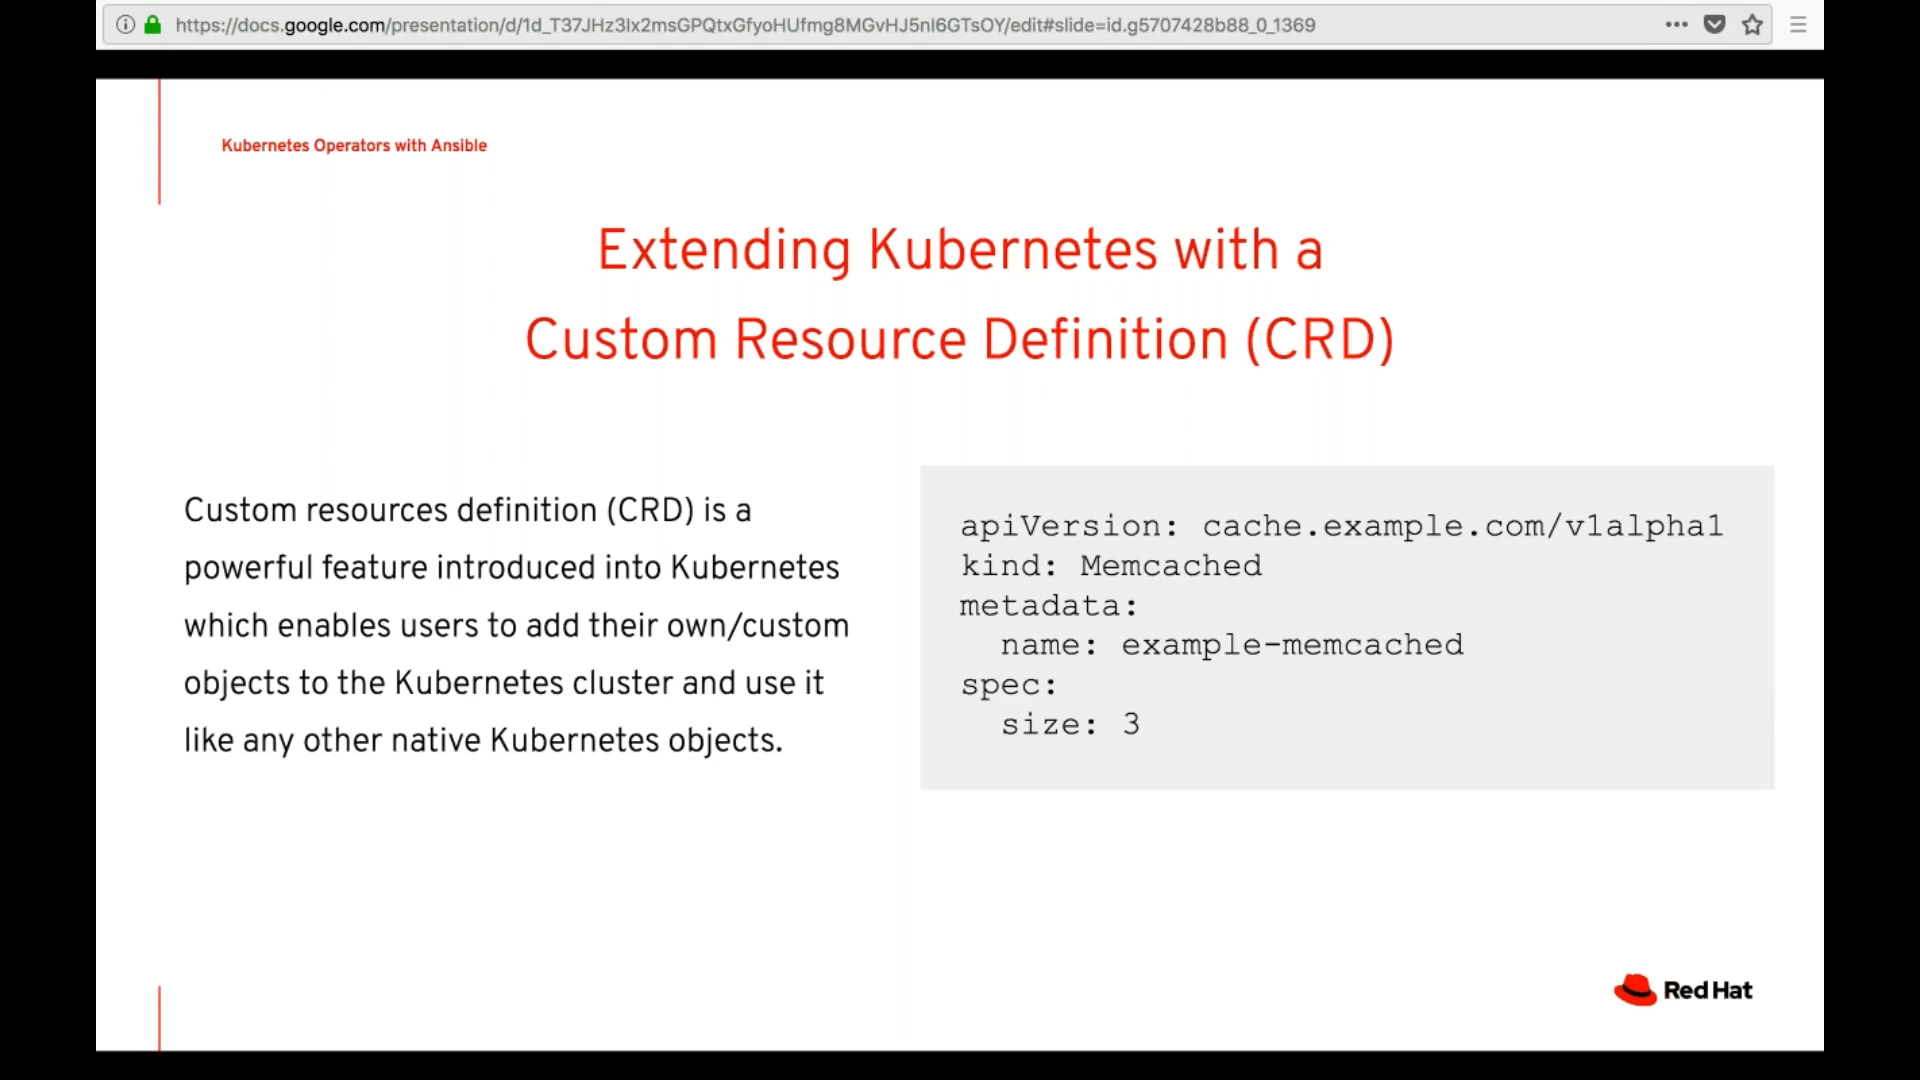 https://docs.google.com/presentation/d/1d_T37JHz3Ix2msGPQtxGfyoHUfmg8MGvHJ5nI6GTsOY/edit#slide=id.g5707428b88_0_1369
Kubernetes Operators with Ansible
Extending Kubernetes with a
Custom Resource Definition (CRD)
Custom resources definition (CRD) is a
powerful feature introduced into Kubernetes
which enables users to add their own/custom
objects to the Kubernetes cluster and use it
like any other native Kubernetes objects.
apiVersion: cache.example.com/v1alpha1
kind: Memcached
metadata:
  name: example-memcached
spec:
  size: 3
Red Hat